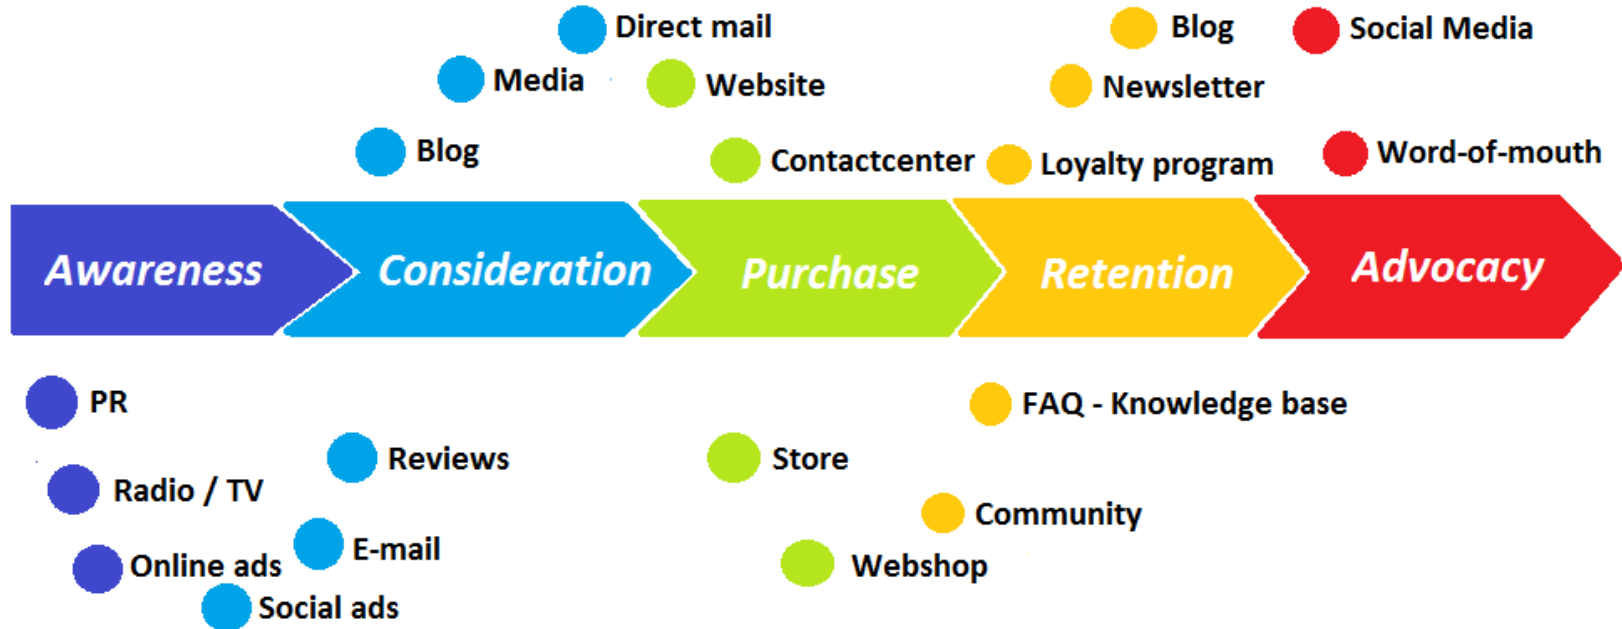 Direct mail
Blog
Social Media
Media
Website
Newsletter
Blog
Contactcenter
Loyalty program
Word-of-mouth
Awareness
Consideration
Purchase
Retention
Advocacy
PR
FAQ - Knowledge base
Reviews
Store
Radio / TV
Community
E-mail
Online ads
Webshop
Social ads